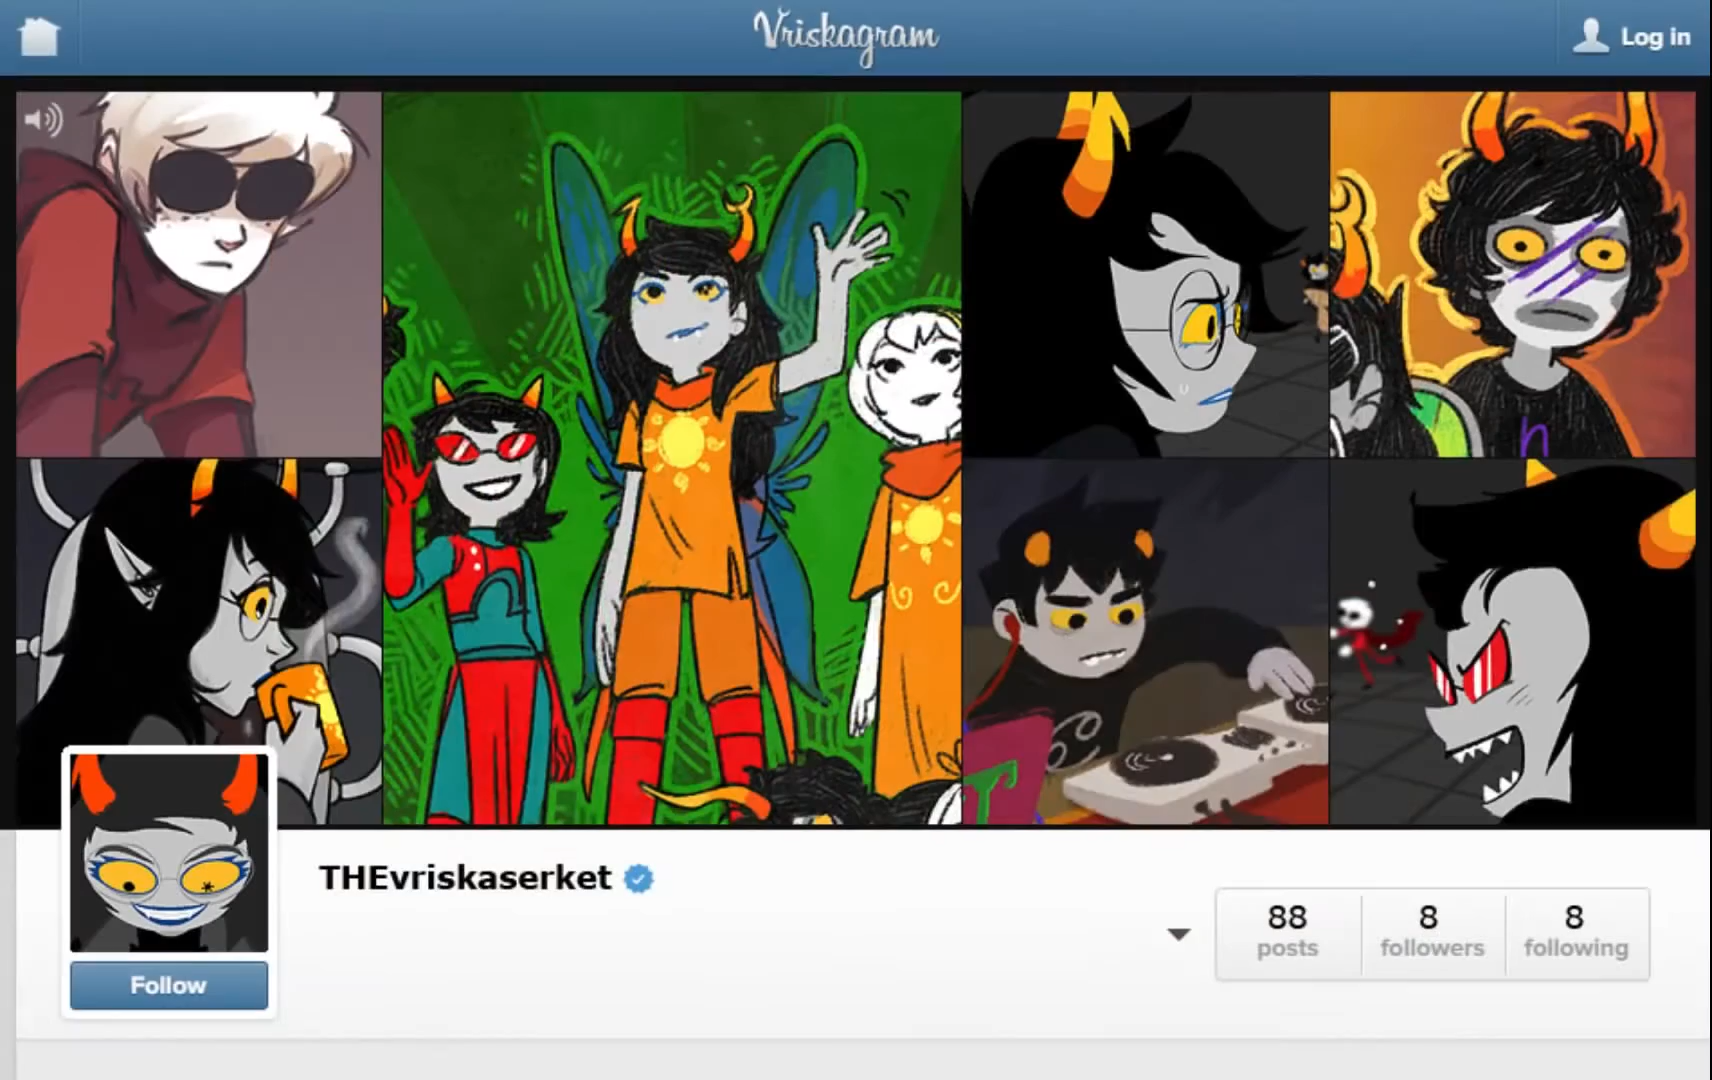 Vriskagram
Log in
THEvriskaserket
Follow
88
posts
8
followers
8
following